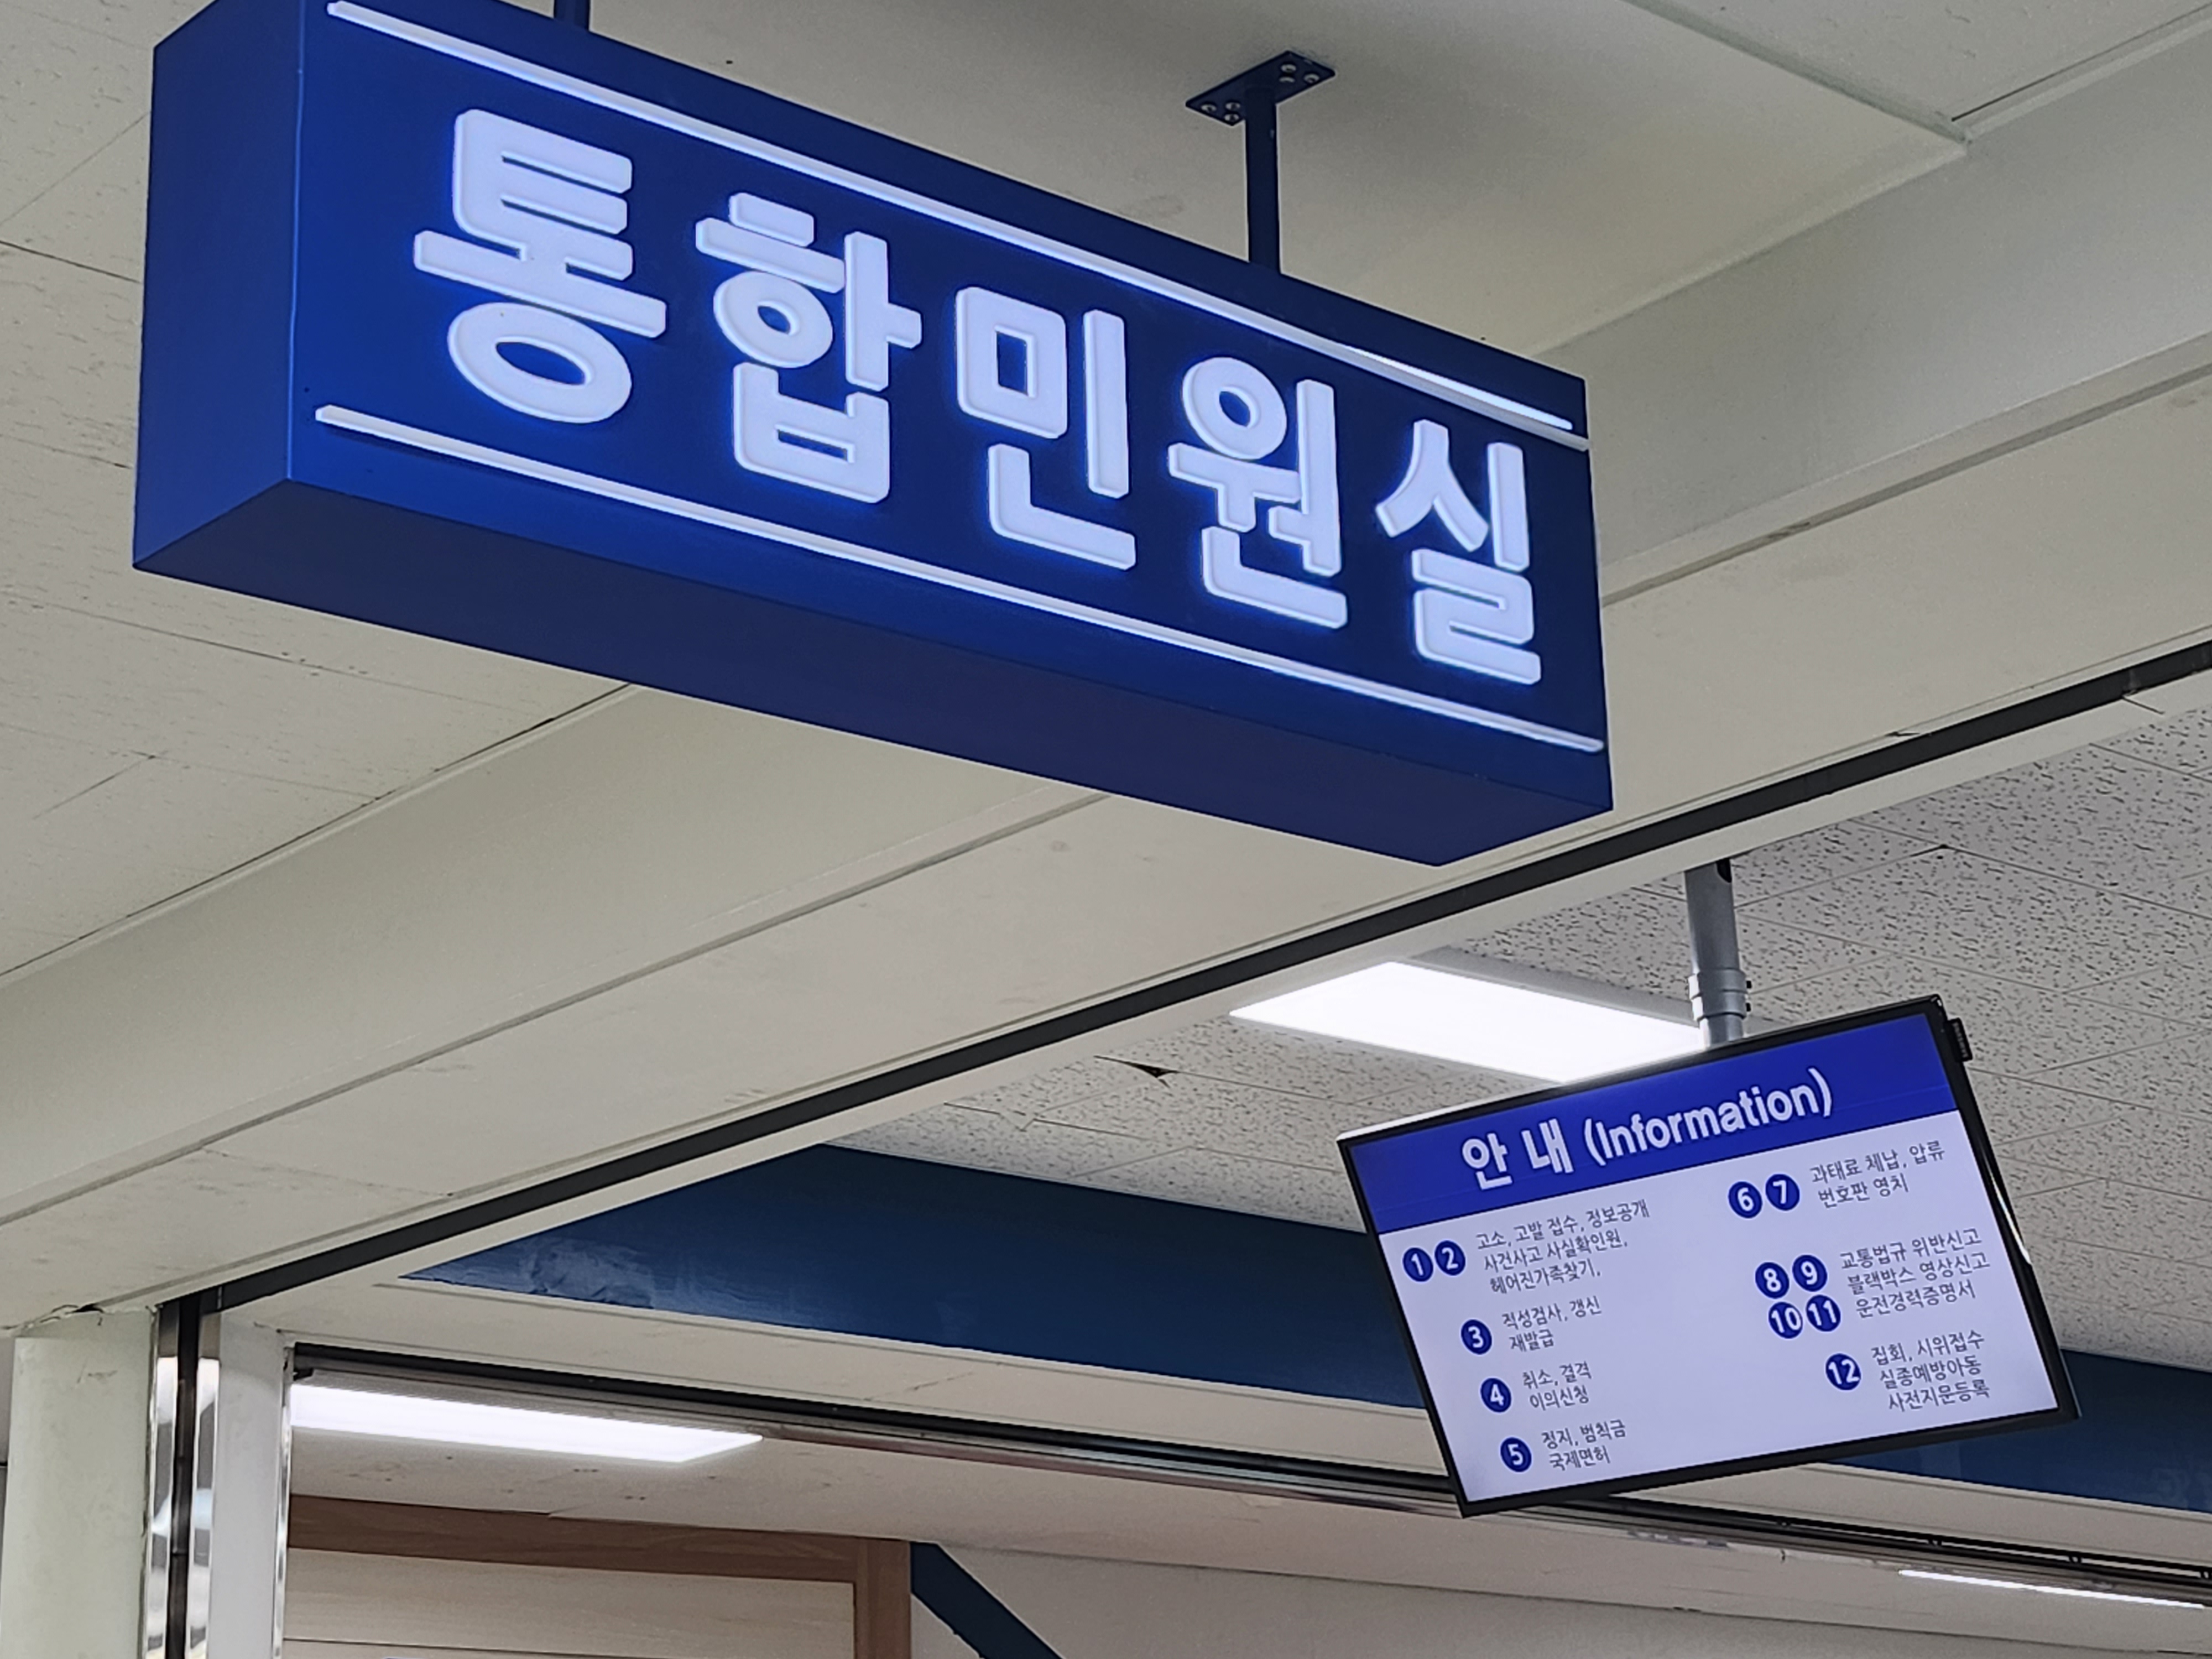 통합민원실
안 내 (Information)
1 2 고소, 고발 접수, 정보공개
사건사고 사실확인원,
헤어진가족찾기,
3 적성검사, 갱신
재발급
4 취소, 결격
이의신청
5 정지, 범칙금
국제면허
6 7 과태료 체납, 압류
번호판 영치
8 9 교통법규 위반신고
블랙박스 영상신고
10 11 운전경력증명서
12 집회, 시위접수
실종예방아동
사전지문등록